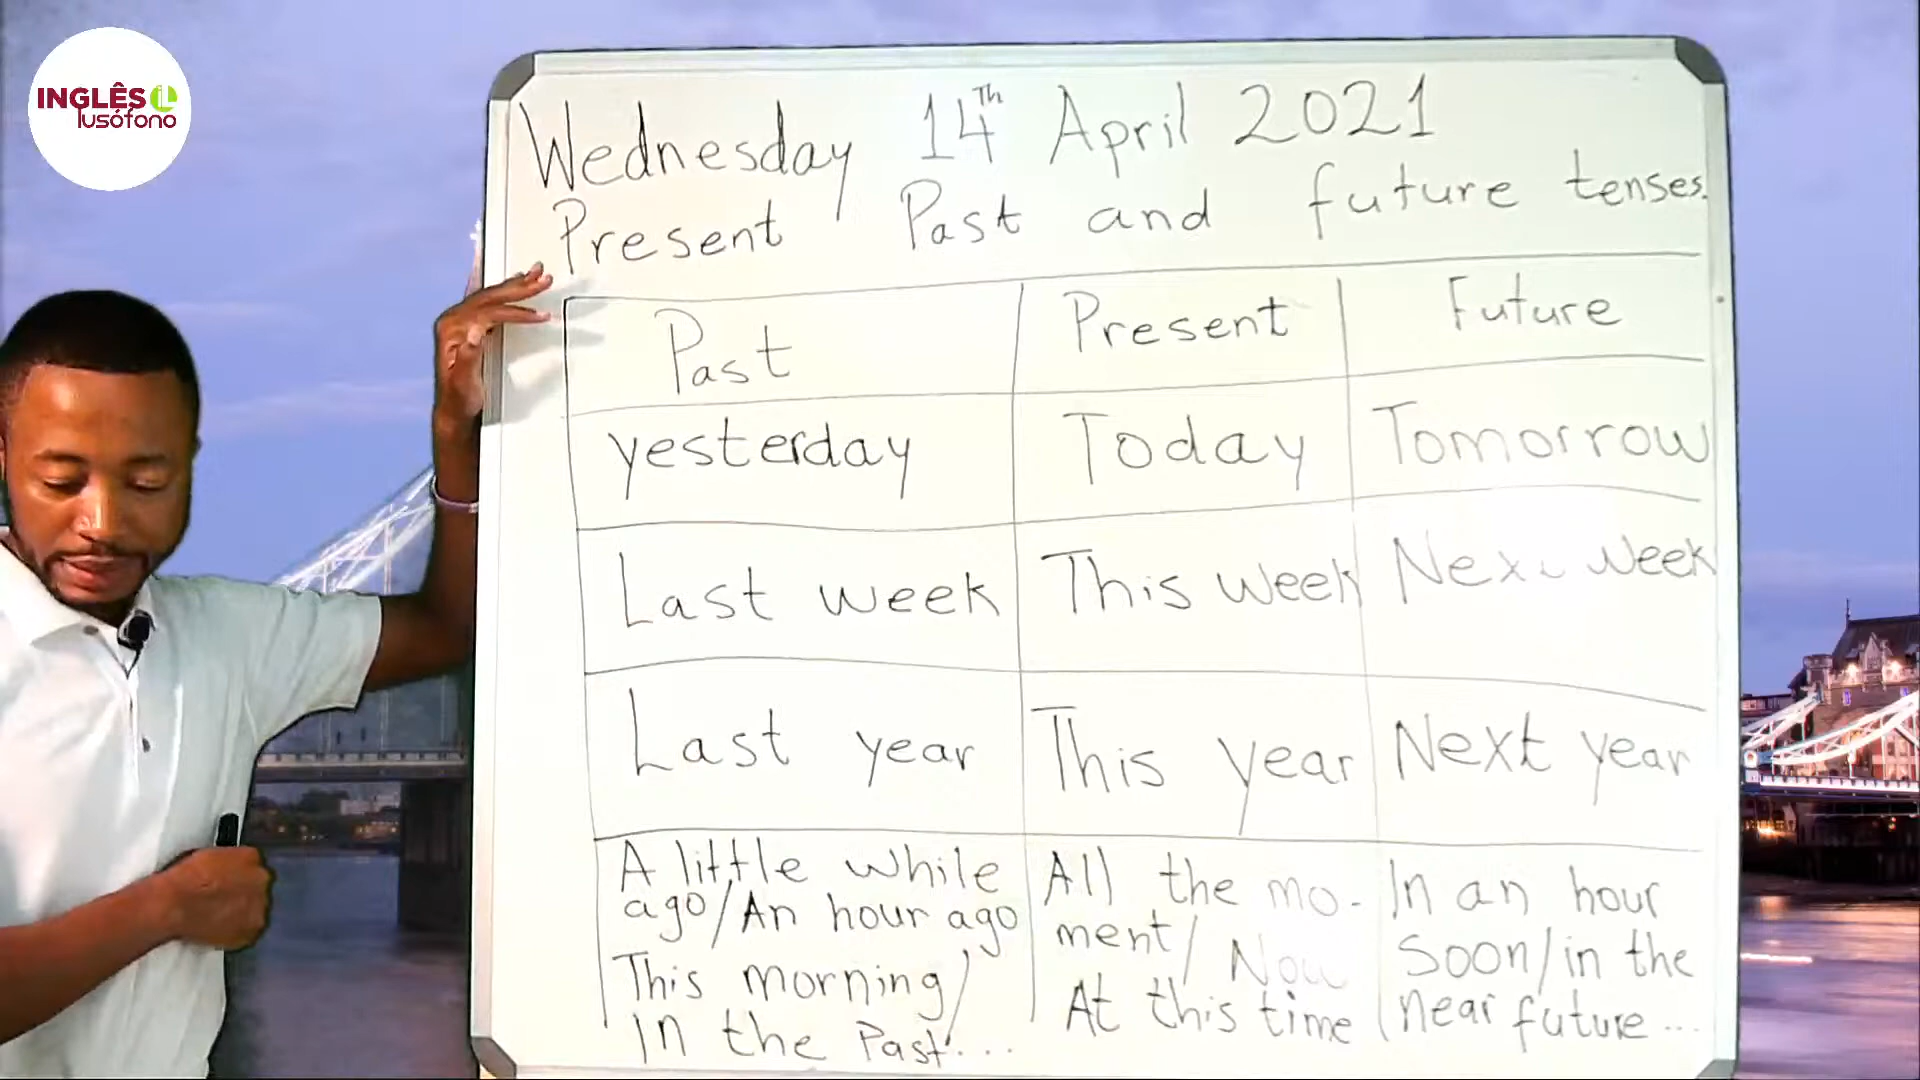 INGLÊS
lusófono
Wednesday 14Th April 2021
Present Past and future tenses.
Past Present Future
yesterday Today Tomorrow
Last week This week Next week
Last year This year Next year
A little while
ago/An hour ago
This morning/
In the Past...
All the mo-
ment/ Now
At this time
In an hour
Soon/in the
near future...